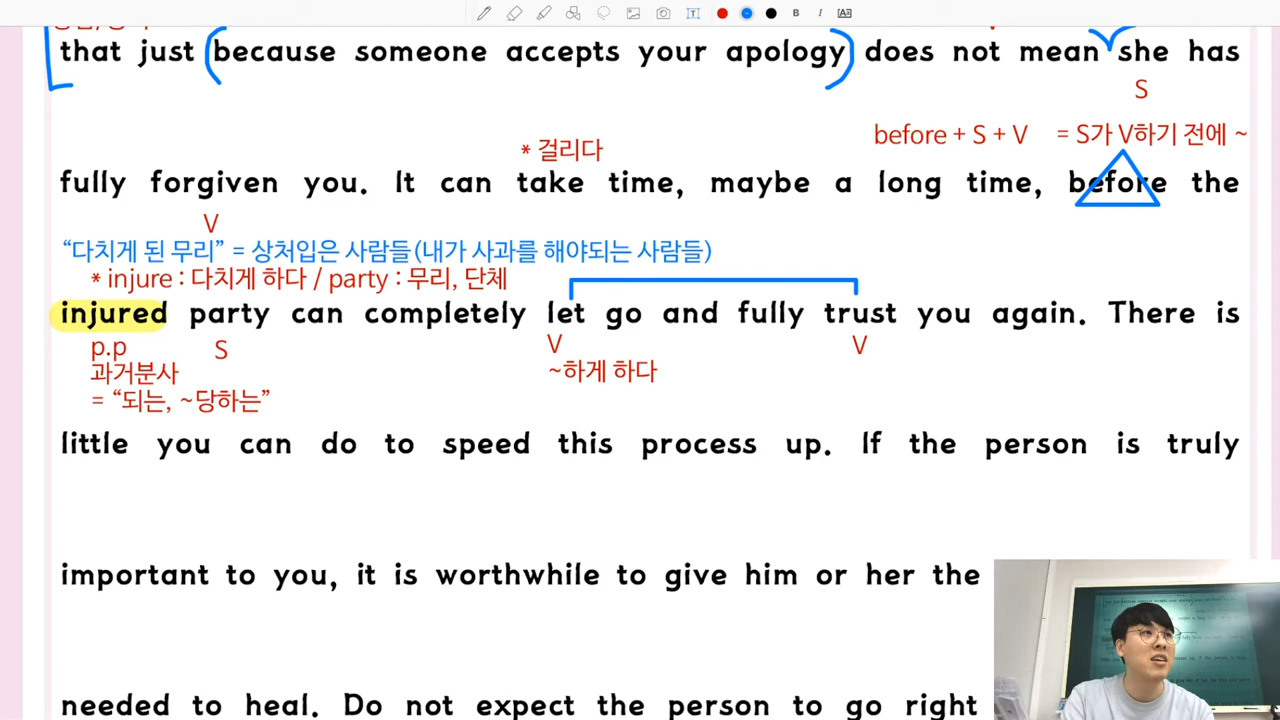 that just (because someone accepts your apology) does not mean she has
S
before + S + V = S가 V하기 전에 ~
* 걸리다
fully forgiven you. It can take time, maybe a long time, before the
V
“다치게 된 무리” = 상처입은 사람들(내가 사과를 해야되는 사람들)
* injure : 다치게 하다 / party : 무리, 단체
injured party can completely let go and fully trust you again. There is
p.p S V V
과거분사 ~하게 하다
= “되는, ~당하는”
little you can do to speed this process up. If the person is truly
important to you, it is worthwhile to give him or her the
needed to heal. Do not expect the person to go right